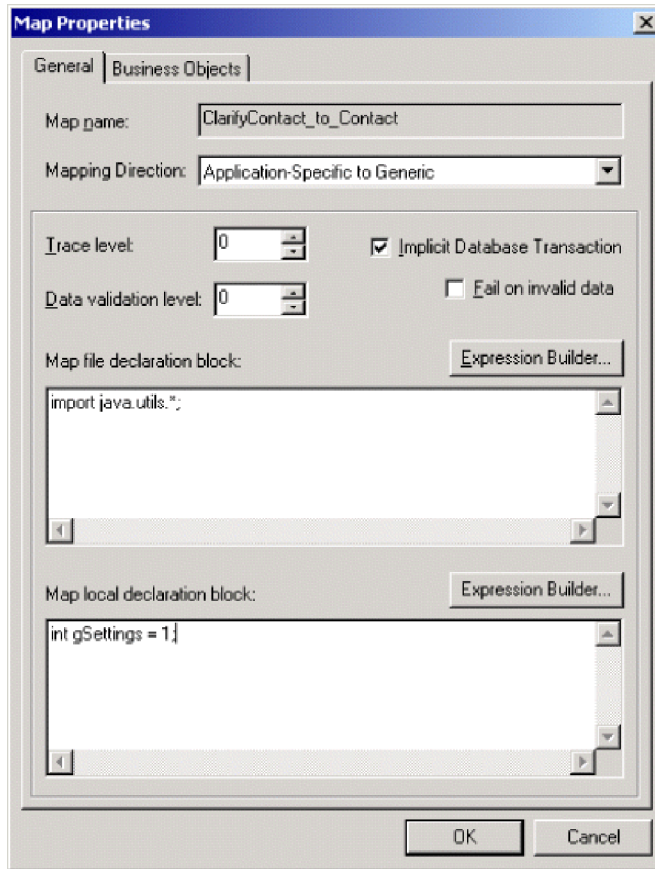 Map Properties
General Business Objects
Map name: ClarifyContact_to_Contact
Mapping Direction: Application-Specific to Generic
Trace level: 0 Implicit Database Transaction
Data validation level: 0 Fail on invalid data
Map file declaration block: Expression Builder...
import java.utils.*;
Map local declaration block: Expression Builder...
int gSettings = 1;
OK Cancel